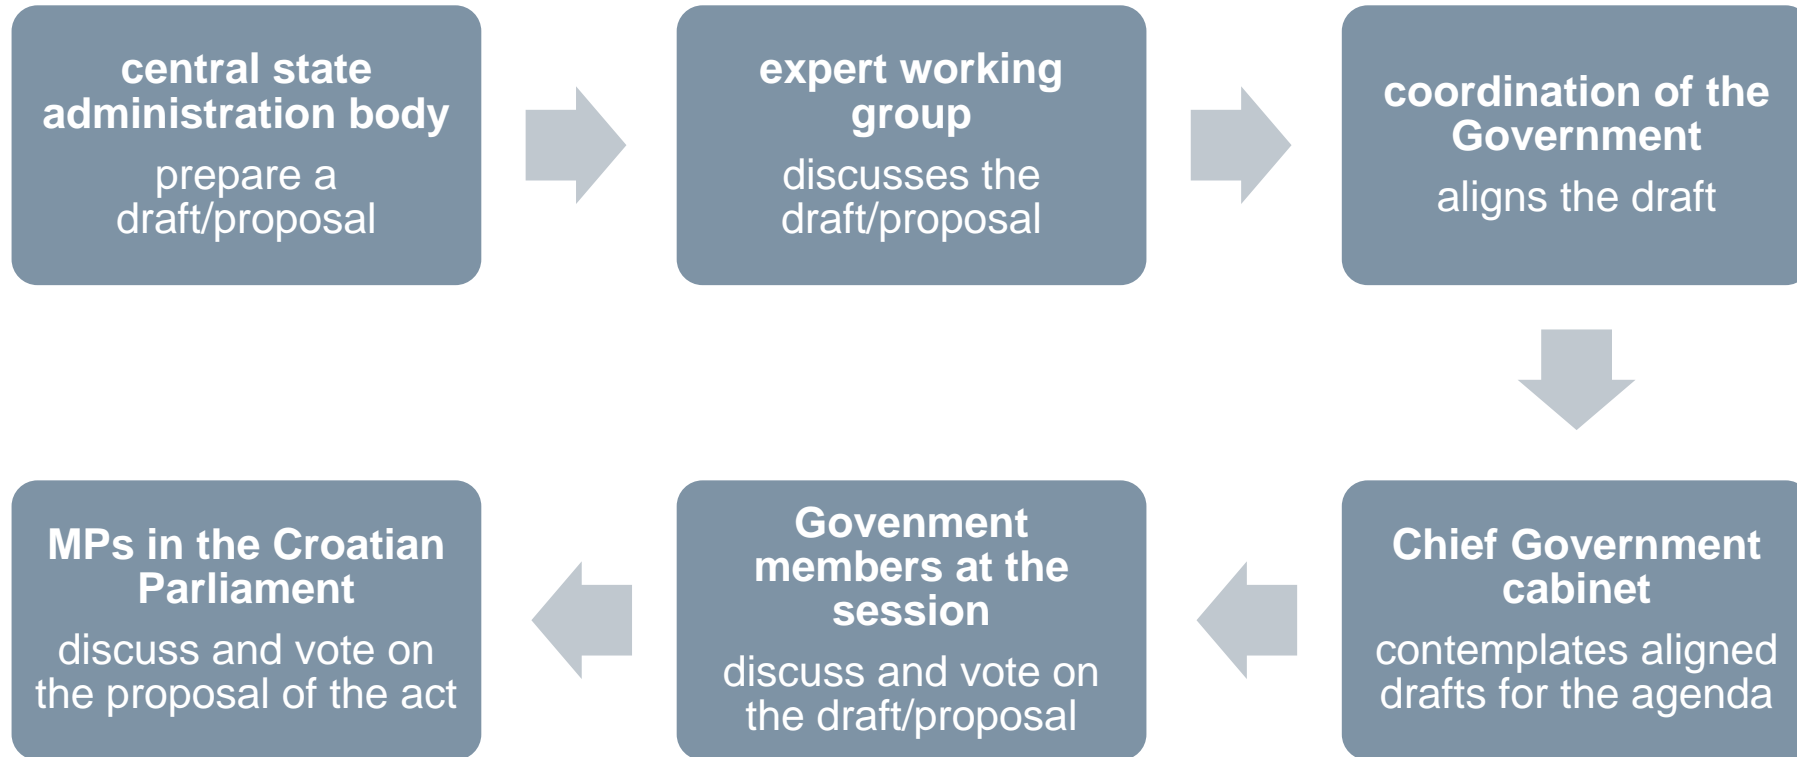 central state
administration body
prepare a
draft/proposal
expert working
group
discusses the
draft/proposal
coordination of the
Government
aligns the draft
Chief Government
cabinet
contemplates aligned
drafts for the agenda
Govenment
members at the
session
discuss and vote on
the draft/proposal
MPs in the Croatian
Parliament
discuss and vote on
the proposal of the act